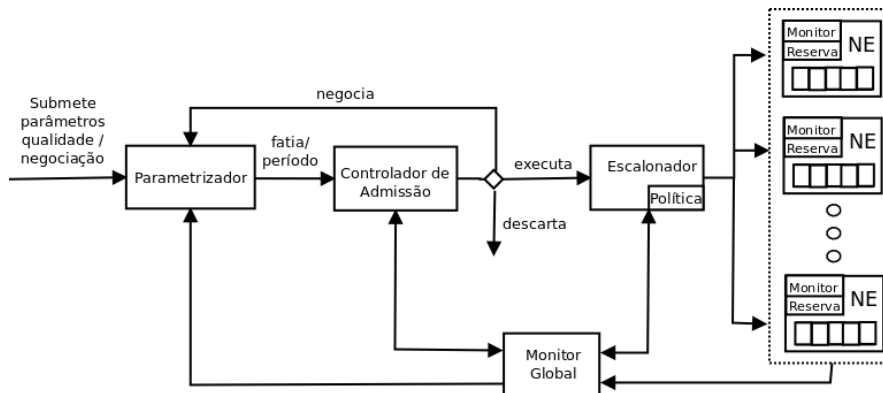 Submete
parâmetros
qualidade /
negociação
Parametrizador
negocia
fatia/
período
Controlador de
Admissão
executa
descarta
Escalonador
Política
Monitor
Global
Monitor
Reserva
NE
Monitor
Reserva
NE
Monitor
Reserva
NE